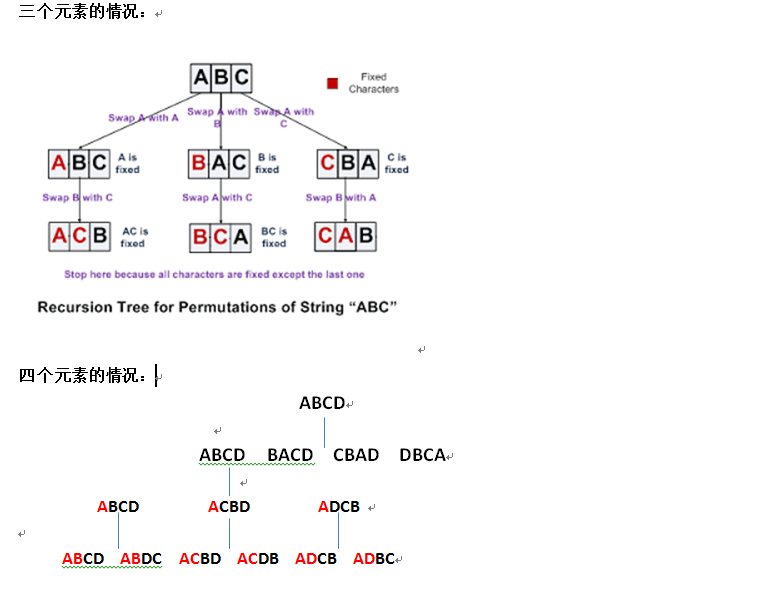 三个元素的情况：
ABC
Fixed
Characters
Swap A with A
Swap A with
B
Swap A with
C
ABC
A is
fixed
BAC
B is
fixed
CBA
C is
fixed
Swap B with C
Swap A with C
Swap B with A
ACB
AC is
fixed
BCA
BC is
fixed
CAB
Stop here because all characters are fixed except the last one
Recursion Tree for Permutations of String “ABC”
四个元素的情况：
ABCD
ABCD BACD CBAD DBCA
ABCD ACBD ADCB
ABCD ABDC ACBD ACDB ADCB ADBC